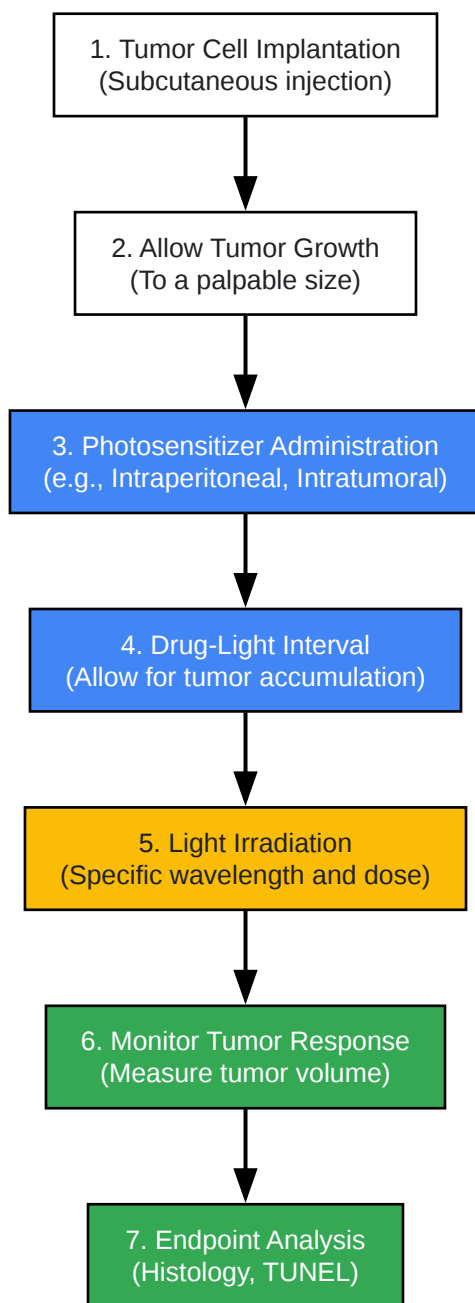 1. Tumor Cell Implantation
(Subcutaneous injection)
2. Allow Tumor Growth
(To a palpable size)
3. Photosensitizer Administration
(e.g., Intraperitoneal, Intratumoral)
4. Drug-Light Interval
(Allow for tumor accumulation)
5. Light Irradiation
(Specific wavelength and dose)
6. Monitor Tumor Response
(Measure tumor volume)
7. Endpoint Analysis
(Histology, TUNEL)